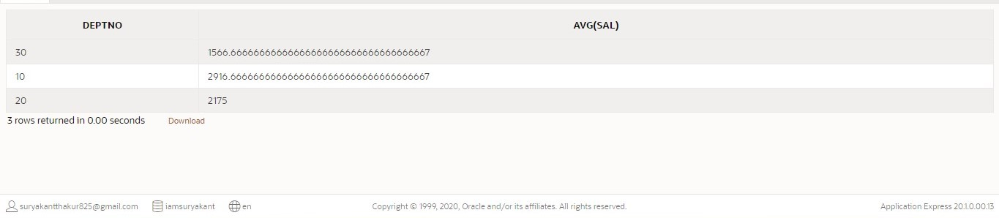 DEPTNO AVG(SAL)
30 1566.666666666666666666666666666666666667
10 2916.666666666666666666666666666666666667
20 2175
3 rows returned in 0.00 seconds Download
suryakantthakur825@gmail.com iamsuryakant en Copyright © 1999, 2020, Oracle and/or its affiliates. All rights reserved. Application Express 20.1.0.00.13